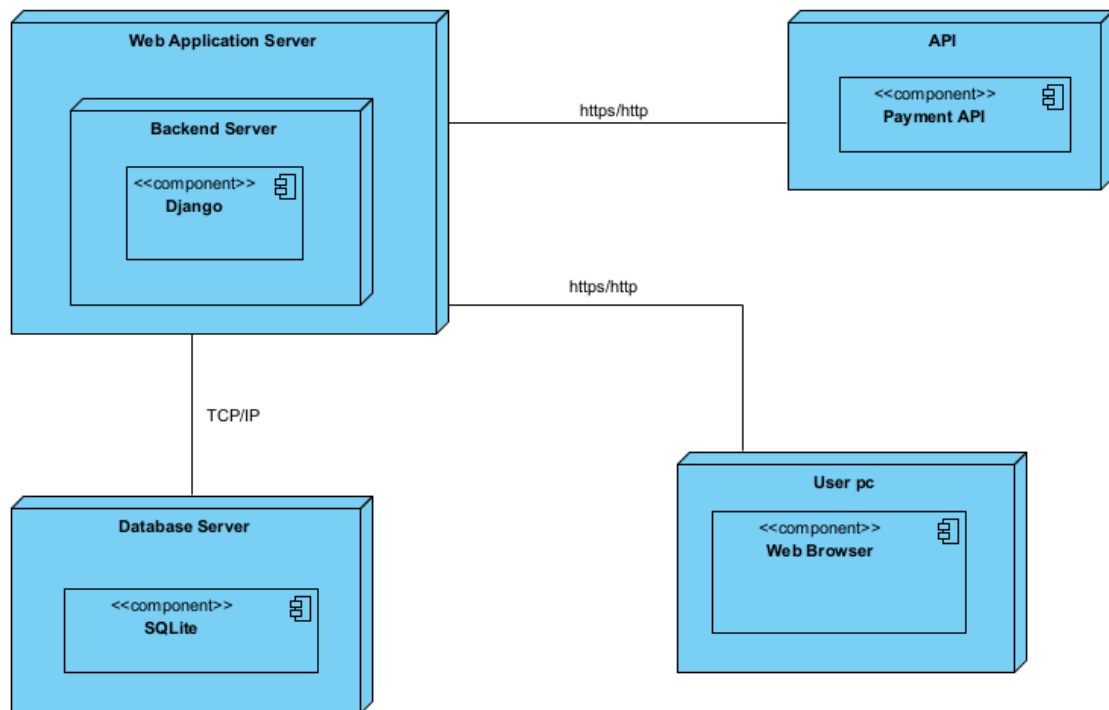 Web Application Server
Backend Server
<<component>>
Django
https/http
API
<<component>>
Payment API
https/http
TCP/IP
Database Server
<<component>>
SQLite
User pc
<<component>>
Web Browser